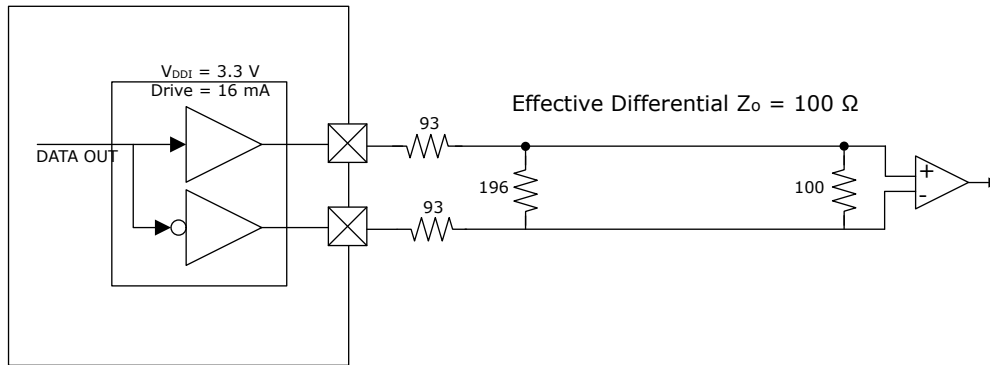 V_DDI = 3.3 V
Drive = 16 mA
DATA OUT
93
93
Effective Differential Zo = 100 Ω
196
100
+
-